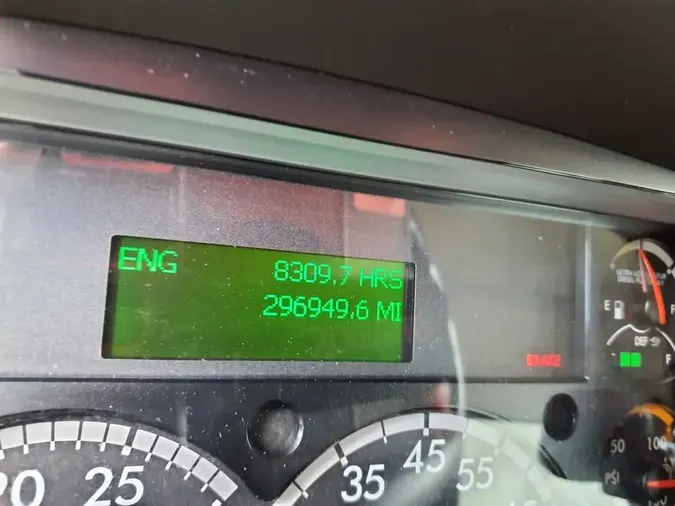 ENG 8309.7 HRS
296949.6 MI
BRAKE
E F
DEF
F
50 100
PSI
20 25
35 45 55